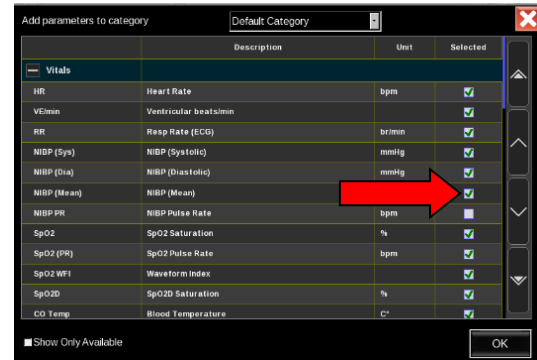 Add parameters to category Default Category
Description Unit Selected
Vitals
HR Heart Rate bpm
VE/min Ventricular beats/min
RR Resp Rate (ECG) br/min
NIBP (Sys) NIBP (Systolic) mmHg
NIBP (Dia) NIBP (Diastolic) mmHg
NIBP (Mean) NIBP (Mean)
NIBP PR NIBP Pulse Rate bpm
SpO2 SpO2 Saturation %
SpO2 (PR) SpO2 Pulse Rate bpm
SpO2 WFI Waveform Index
SpO2D SpO2D Saturation %
CO Temp Blood Temperature C°
Show Only Available OK